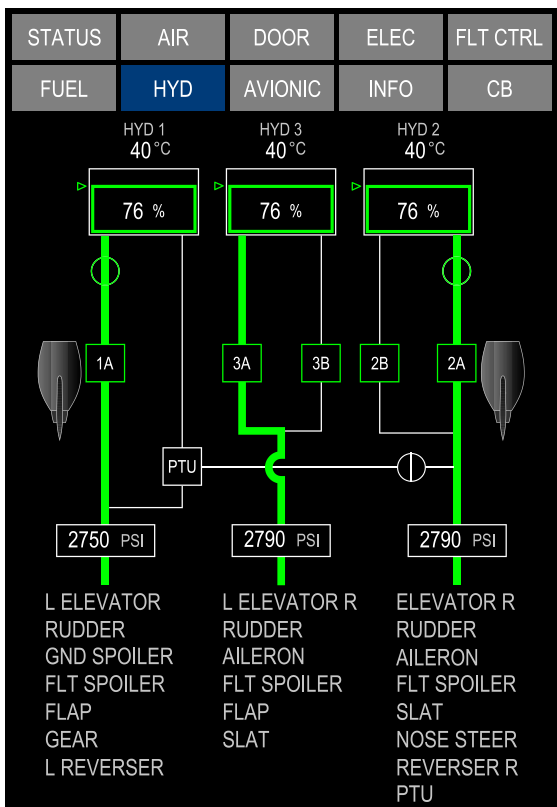 STATUS AIR DOOR ELEC FLT CTRL
FUEL HYD AVIONIC INFO CB
HYD 1 HYD 3 HYD 2
40°C 40°C 40°C
76 % 76 % 76 %
1A 3A 3B 2B 2A
PTU
2750 PSI 2790 PSI 2790 PSI
L ELEVATOR L ELEVATOR R ELEVATOR R
RUDDER RUDDER RUDDER
GND SPOILER AILERON AILERON
FLT SPOILER FLT SPOILER FLT SPOILER
FLAP FLAP SLAT
GEAR SLAT NOSE STEER
L REVERSER REVERSER R
PTU